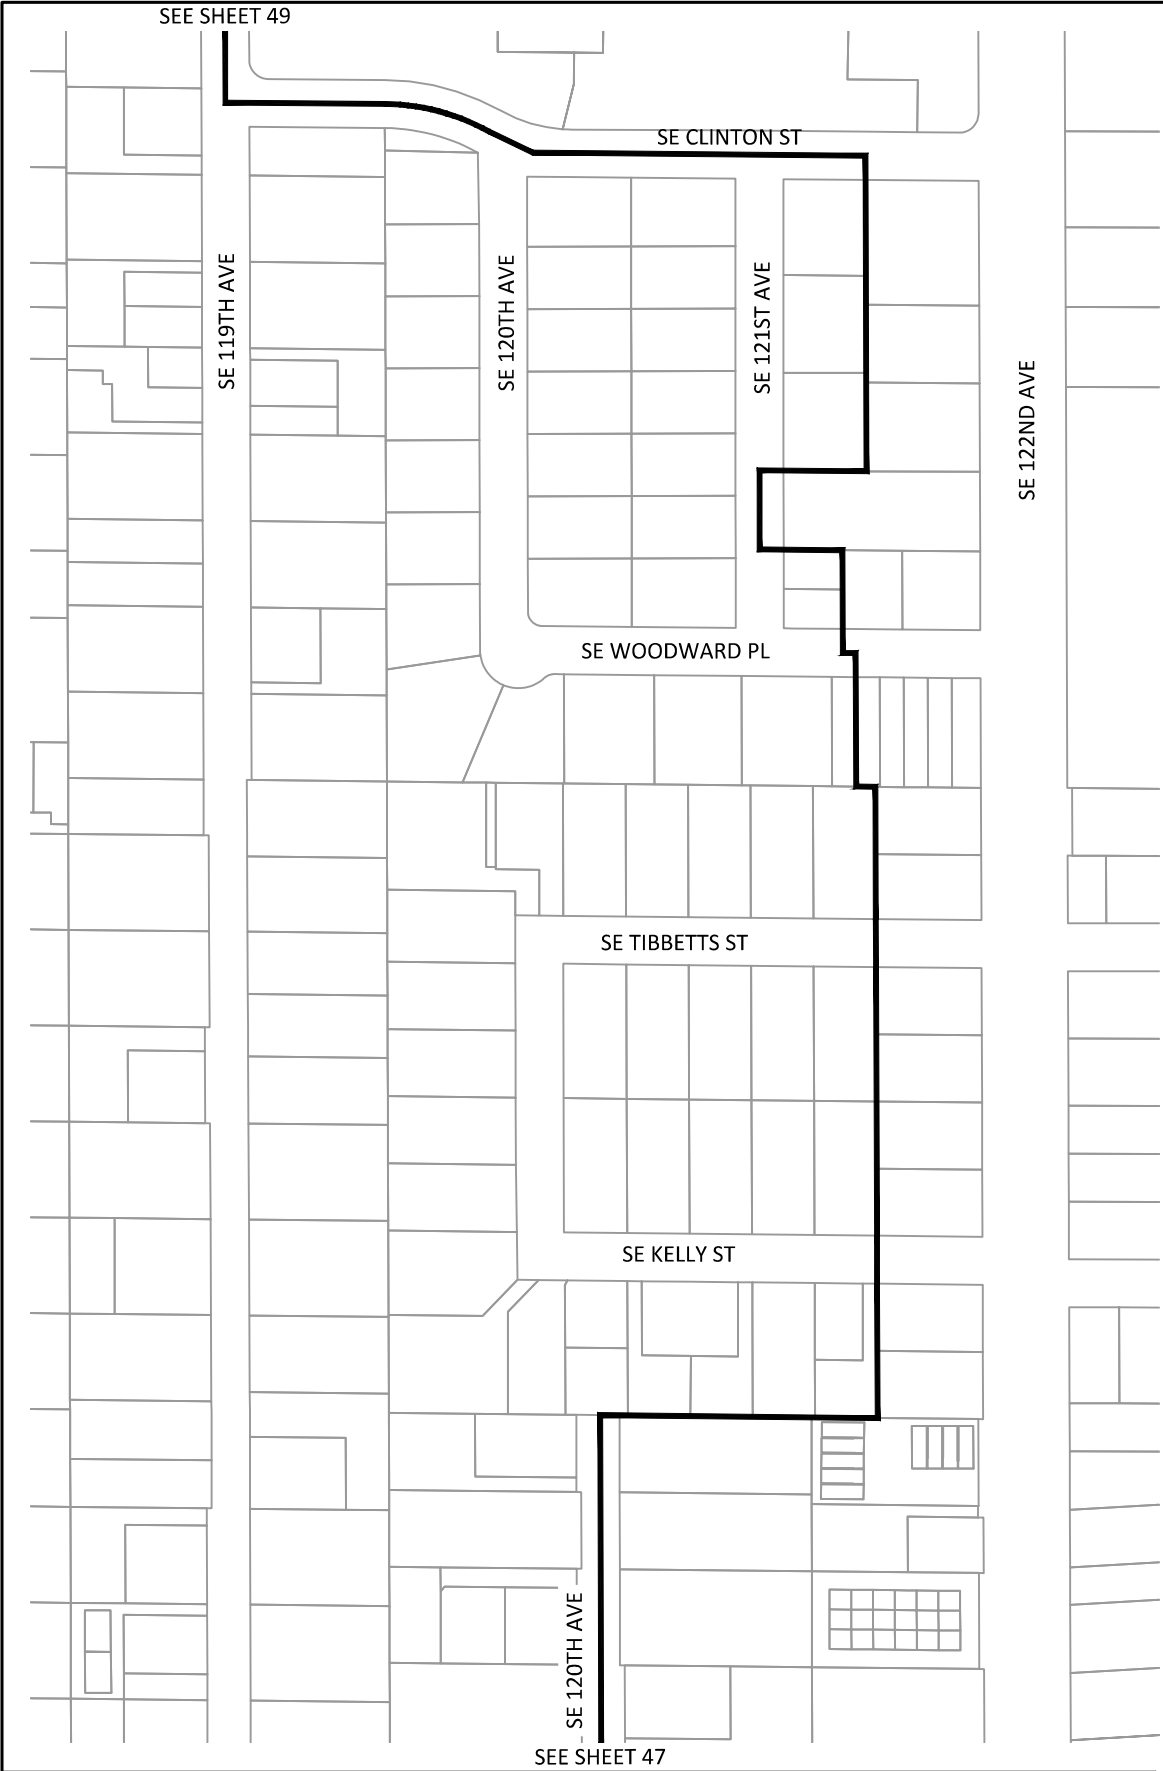 SEE SHEET 49
SE CLINTON ST
SE 119TH AVE
SE 120TH AVE
SE 121ST AVE
SE 122ND AVE
SE WOODWARD PL
SE TIBBETTS ST
SE KELLY ST
SE 120TH AVE
SEE SHEET 47